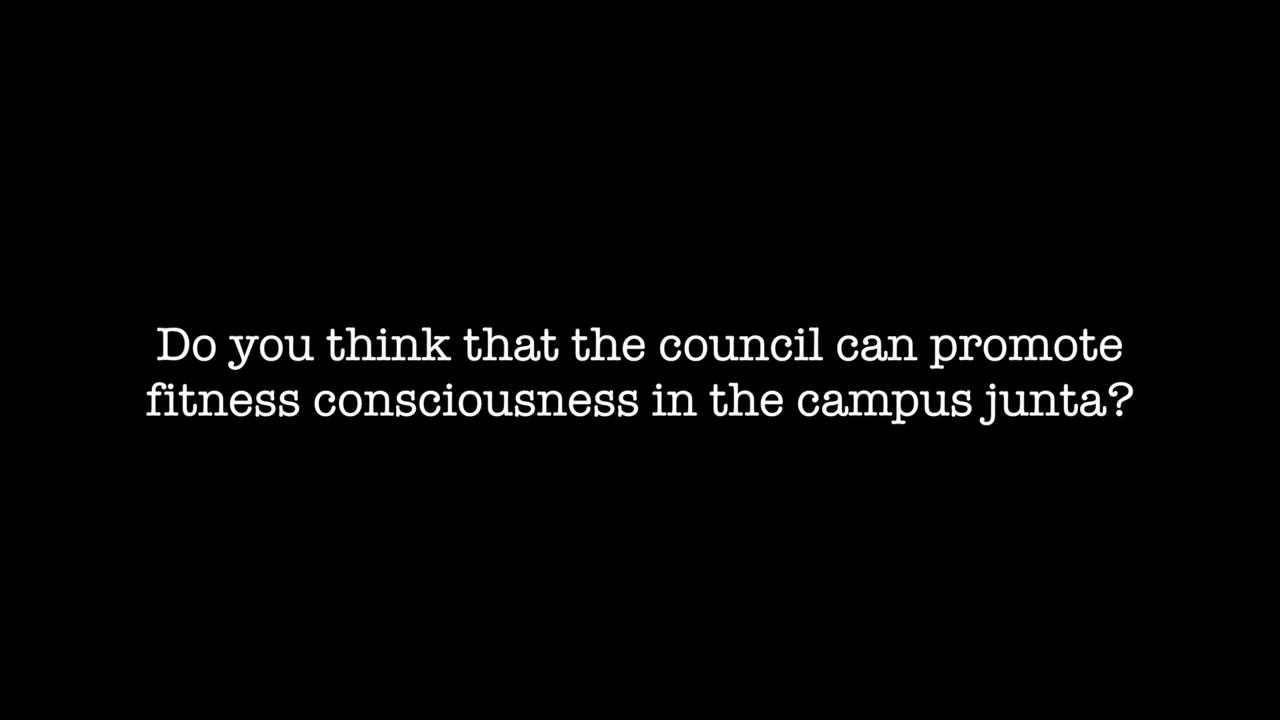 Do you think that the council can promote
fitness consciousness in the campus junta?